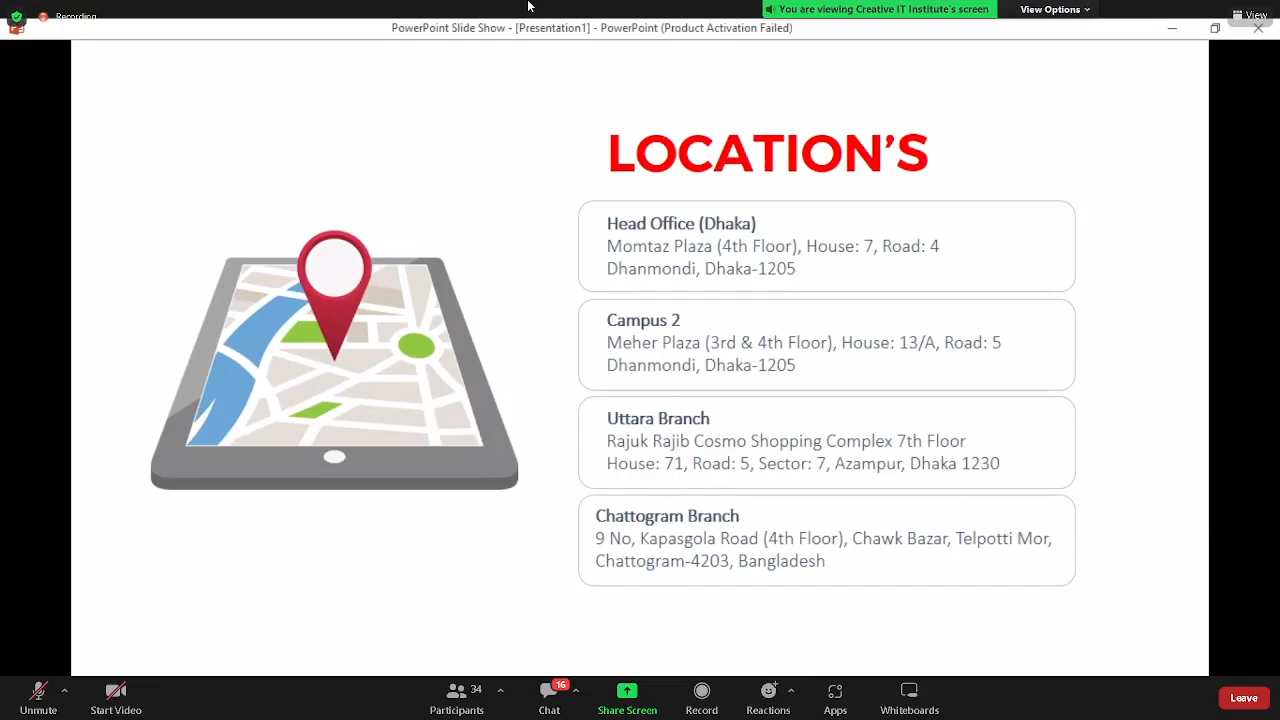 Recording
You are viewing Creative IT Institute's screen
View Options
View
PowerPoint Slide Show - [Presentation1] - PowerPoint (Product Activation Failed)
LOCATION'S
Head Office (Dhaka)
Momtaz Plaza (4th Floor), House: 7, Road: 4
Dhanmondi, Dhaka-1205
Campus 2
Meher Plaza (3rd & 4th Floor), House: 13/A, Road: 5
Dhanmondi, Dhaka-1205
Uttara Branch
Rajuk Rajib Cosmo Shopping Complex 7th Floor
House: 71, Road: 5, Sector: 7, Azampur, Dhaka 1230
Chattogram Branch
9 No, Kapasgola Road (4th Floor), Chawk Bazar, Telpotti Mor,
Chattogram-4203, Bangladesh
34
16
Unmute
Start Video
Participants
Chat
Share Screen
Record
Reactions
Apps
Whiteboards
Leave